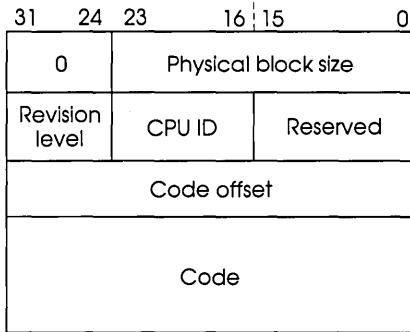 31 24 23 16 15 0
0 Physical block size
Revision level CPU ID Reserved
Code offset
Code